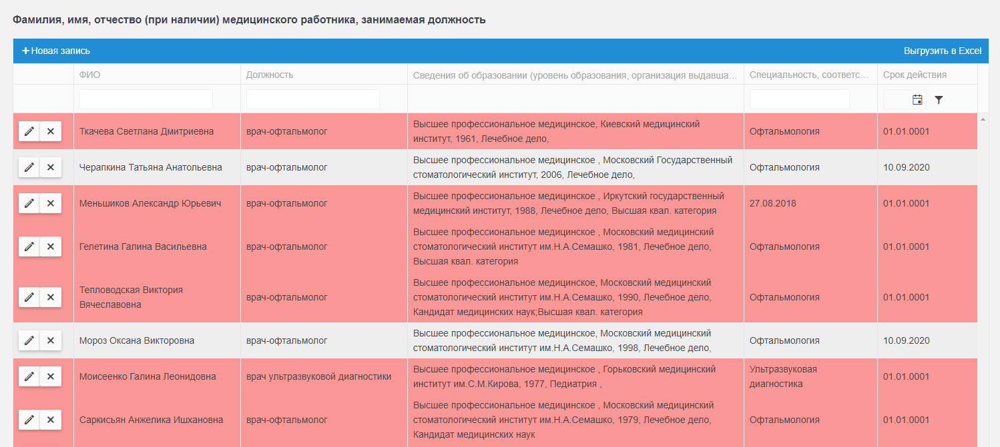 Фамилия, имя, отчество (при наличии) медицинского работника, занимаемая должность
+Новая запись
Выгрузить в Excel
ФИО
Должность
Сведения об образовании (уровень образования, организация выдавша...
Специальность, соответс...
Срок действия
Ткачева Светлана Дмитриевна
врач-офтальмолог
Высшее профессиональное медицинское, Киевский медицинский
институт, 1961, Лечебное дело,
Офтальмология
01.01.0001
Черапкина Татьяна Анатольевна
врач-офтальмолог
Высшее профессиональное медицинское , Московский Государственный
стоматологический институт, 2006, Лечебное дело,
Офтальмология
10.09.2020
Меньшиков Александр Юрьевич
врач-офтальмолог
Высшее профессиональное медицинское , Иркутский государственный
медицинский институт, 1988, Лечебное дело, Высшая квал. категория
27.08.2018
01.01.0001
Гелетина Галина Васильевна
врач-офтальмолог
Высшее профессиональное медицинское , Московский медицинский
стоматологический институт им.Н.А.Семашко, 1981, Лечебное дело,
Высшая квал. категория
Офтальмология
01.01.0001
Тепловодская Виктория
Вячеславовна
врач-офтальмолог
Высшее профессиональное медицинское, Московский медицинский
стоматологический институт им.Н.А.Семашко, 1990, Лечебное дело,
Кандидат медицинских наук;Высшая квал. категория
Офтальмология
01.01.0001
Мороз Оксана Викторовна
врач-офтальмолог
Высшее профессиональное медицинское, Московский медицинский
стоматологический институт им.Н.А.Семашко, 1998, Лечебное дело,
Офтальмология
10.09.2020
Моисеенко Галина Леонидовна
врач ультразвуковой диагностики
Высшее профессиональное медицинское , Горьковский медицинский
институт им.С.М.Кирова, 1977, Педиатрия ,
Ультразвуковая
диагностика
01.01.0001
Саркисьян Анжелика Ишхановна
врач-офтальмолог
Высшее профессиональное медицинское , Московский медицинский
стоматологический институт им.Н.А.Семашко, 1979, Лечебное дело,
Кандидат медицинских наук
Офтальмология
01.01.0001